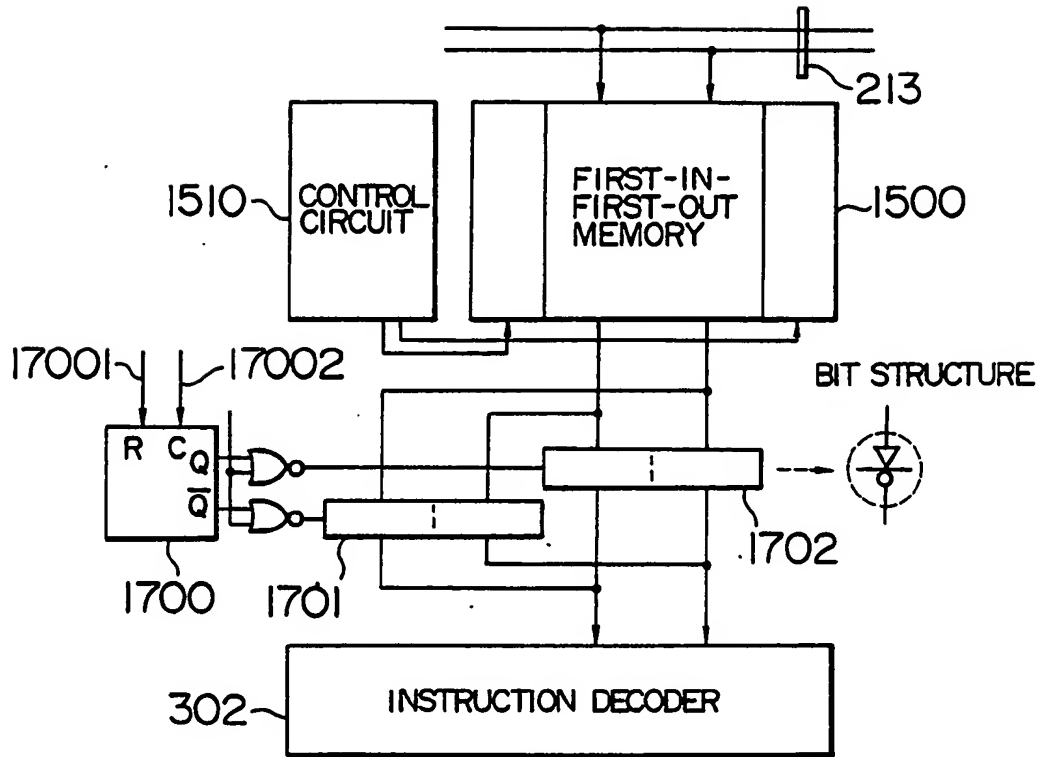 213
1510
CONTROL
CIRCUIT
FIRST-IN-
FIRST-OUT
MEMORY
1500
17001
17002
BIT STRUCTURE
R C
Q
Q̅
1700
1701
1702
302
INSTRUCTION DECODER